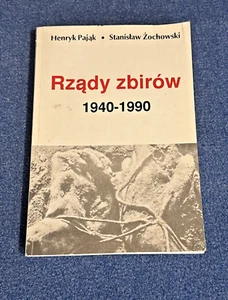 Henryk Pająk • Stanisław Żochowski
Rządy zbirów
1940-1990